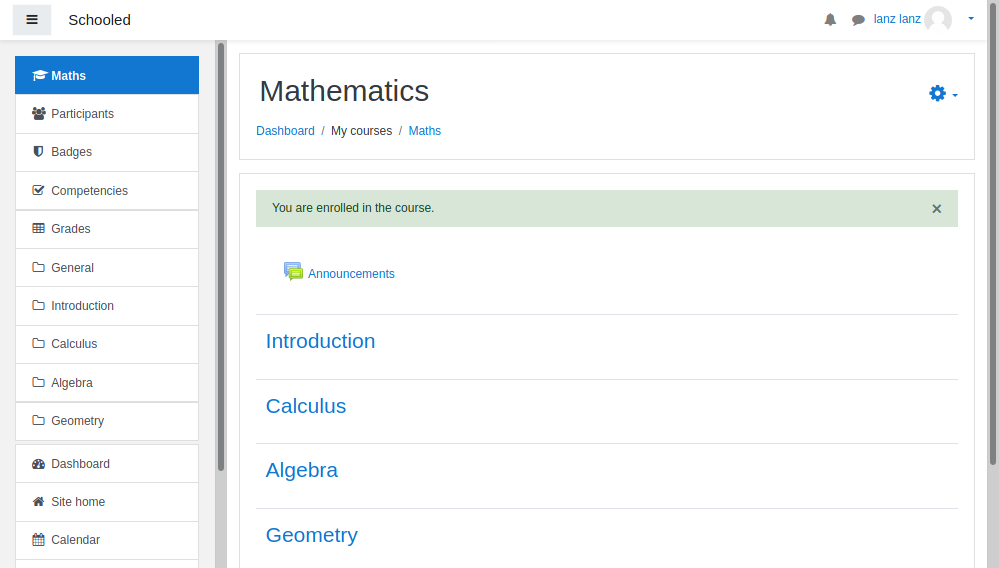 Schooled
lanz lanz
Maths
Participants
Badges
Competencies
Grades
General
Introduction
Calculus
Algebra
Geometry
Dashboard
Site home
Calendar
Mathematics
Dashboard / My courses / Maths
You are enrolled in the course. ×
Announcements
Introduction
Calculus
Algebra
Geometry